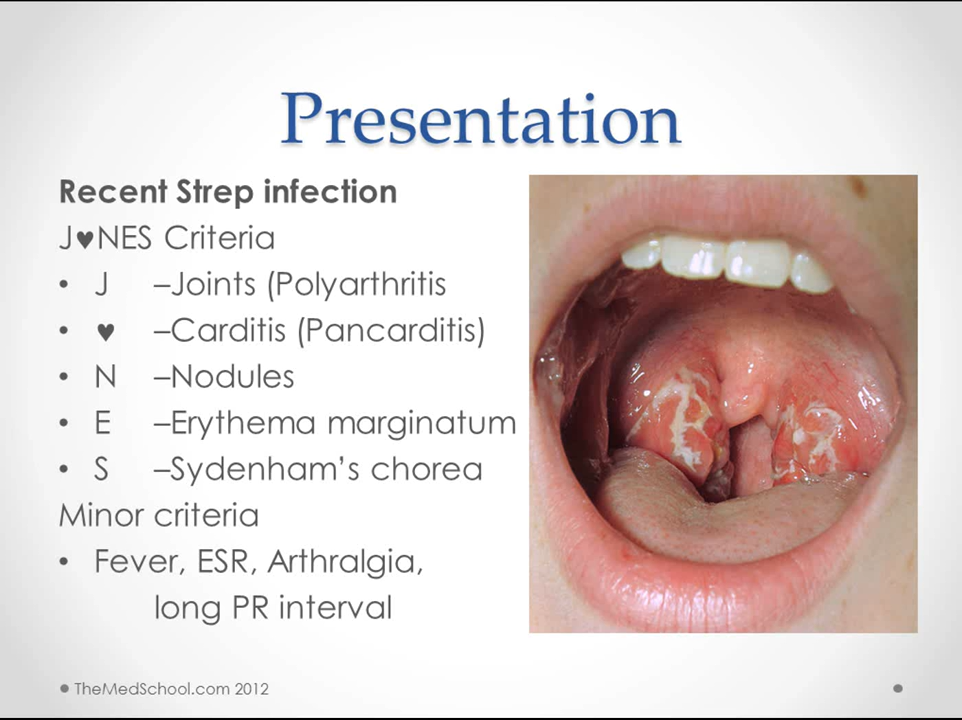 Presentation
Recent Strep infection
J♥NES Criteria
• J –Joints (Polyarthritis
• ♥ –Carditis (Pancarditis)
• N –Nodules
• E –Erythema marginatum
• S –Sydenham’s chorea
Minor criteria
• Fever, ESR, Arthralgia,
long PR interval
TheMedSchool.com 2012